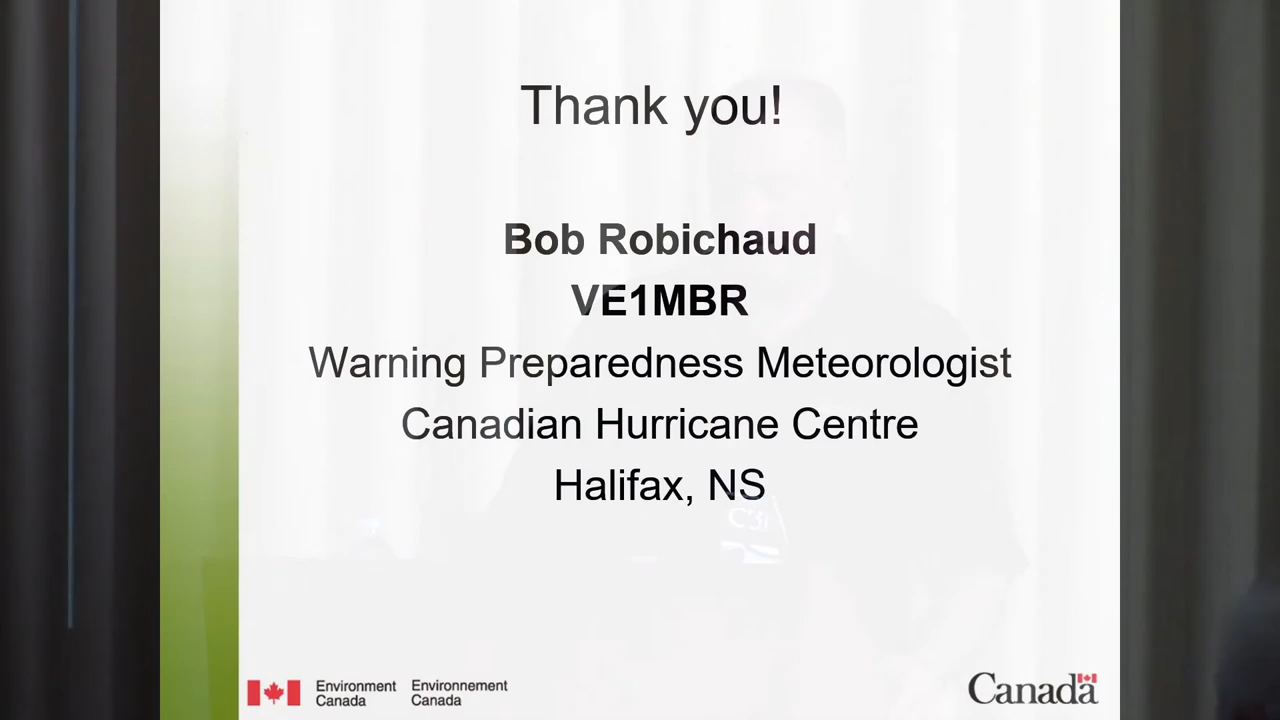 Thank you!
Bob Robichaud
VE1MBR
Warning Preparedness Meteorologist
Canadian Hurricane Centre
Halifax, NS
Environment Canada
Environnement Canada
Canada